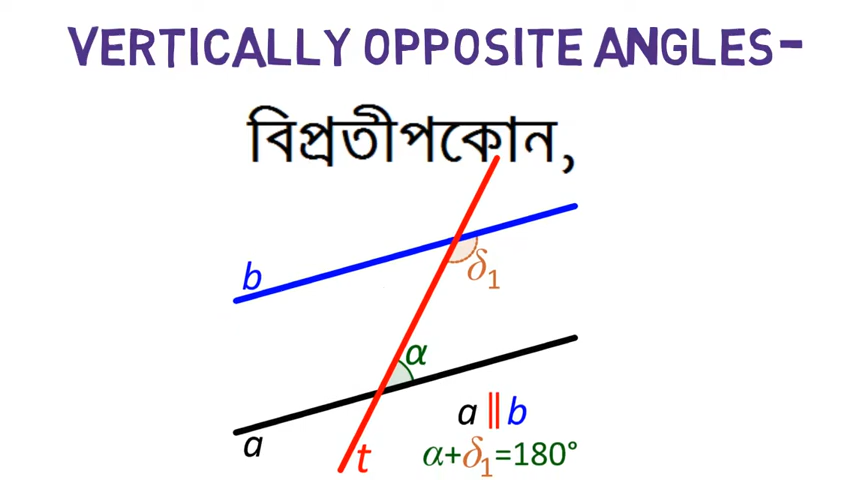 VERTICALLY OPPOSITE ANGLES-
বিপ্রতীপকোন,
b
δ1
α
a || b
a
t
α+δ1=180°